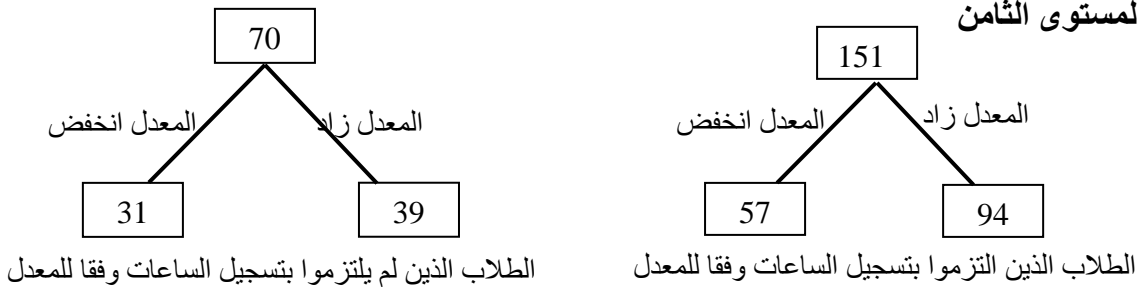 لمستوى الثامن
151
المعدل زاد
المعدل انخفض
94
57
الطلاب الذين التزموا بتسجيل الساعات وفقا للمعدل
70
المعدل زاد
المعدل انخفض
39
31
الطلاب الذين لم يلتزموا بتسجيل الساعات وفقا للمعدل